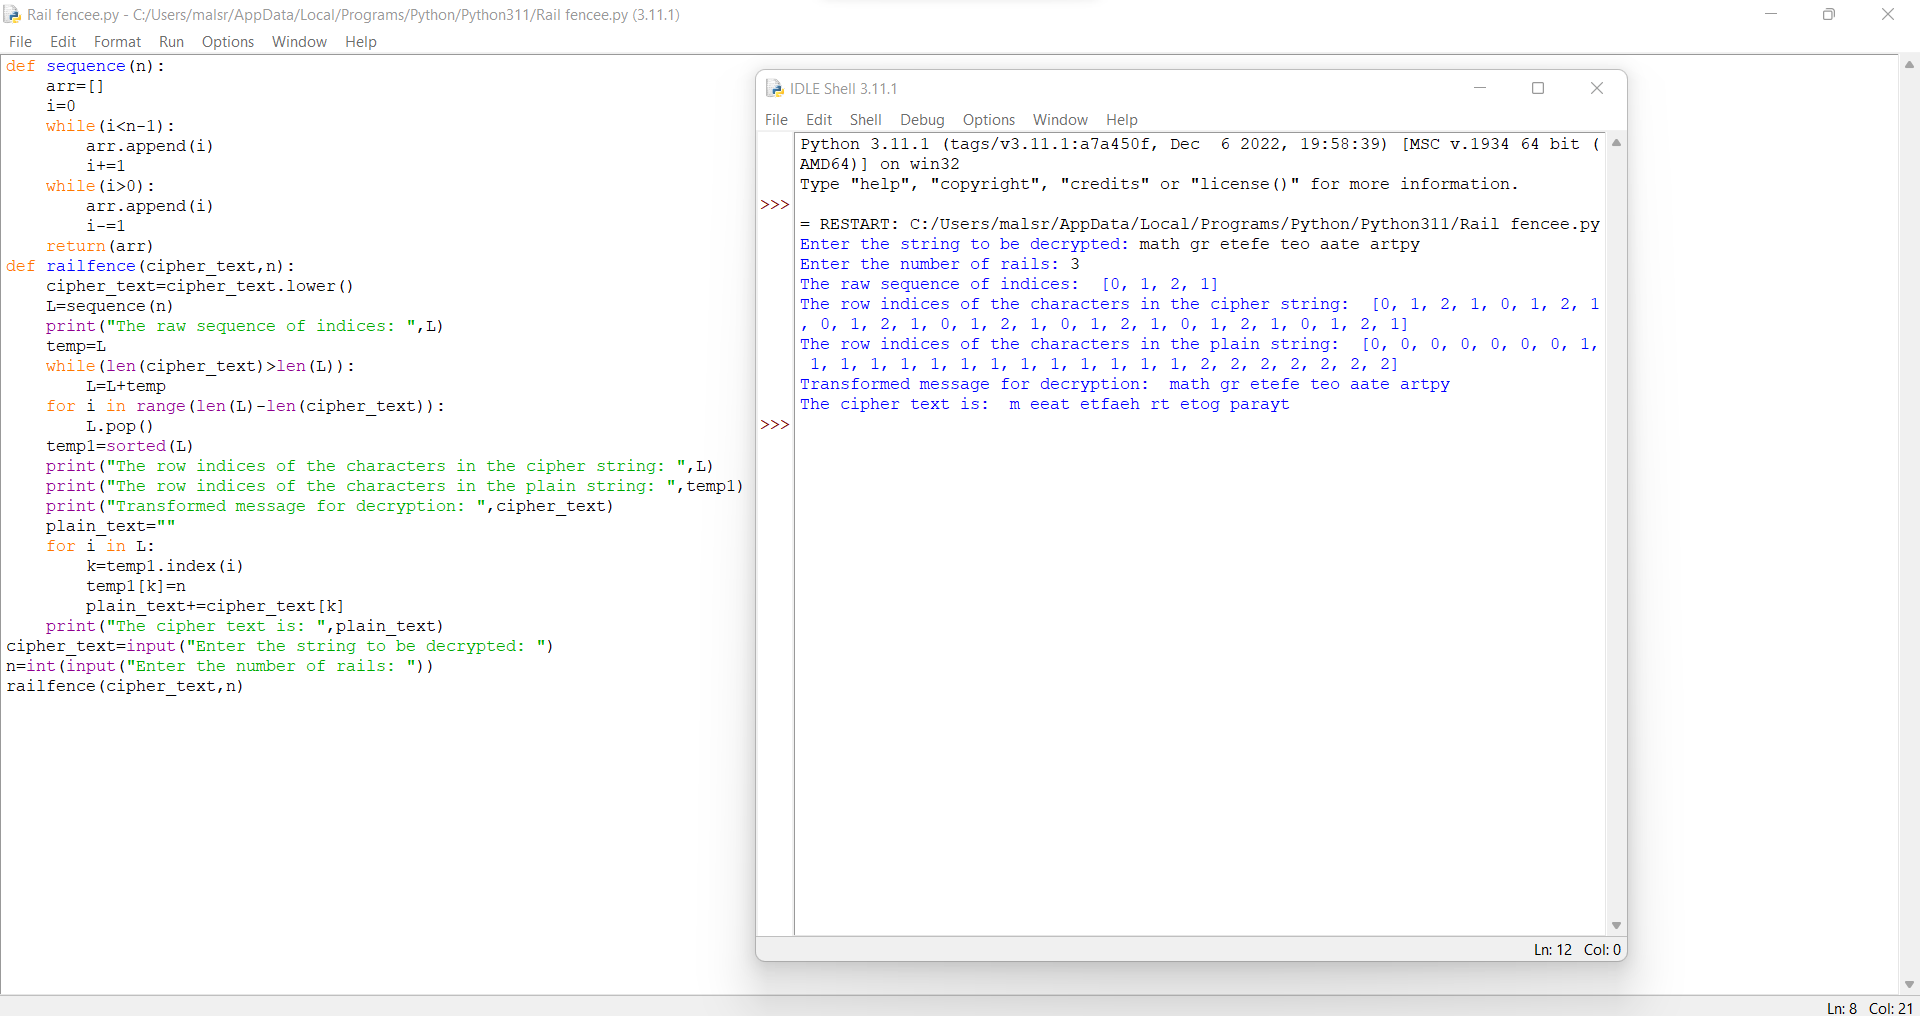 Rail fencee.py - C:/Users/malsr/AppData/Local/Programs/Python/Python311/Rail fencee.py (3.11.1)
File Edit Format Run Options Window Help
def sequence(n):
    arr=[]
    i=0
    while(i<n-1):
        arr.append(i)
        i+=1
    while(i>0):
        arr.append(i)
        i-=1
    return(arr)
def railfence(cipher_text,n):
    cipher_text=cipher_text.lower()
    L=sequence(n)
    print("The raw sequence of indices: ",L)
    temp=L
    while(len(cipher_text)>len(L)):
        L=L+temp
    for i in range(len(L)-len(cipher_text)):
        L.pop()
    temp1=sorted(L)
    print("The row indices of the characters in the cipher string: ",L)
    print("The row indices of the characters in the plain string: ",temp1)
    print("Transformed message for decryption: ",cipher_text)
    plain_text=""
    for i in L:
        k=temp1.index(i)
        temp1[k]=n
        plain_text+=cipher_text[k]
    print("The cipher text is: ",plain_text)
cipher_text=input("Enter the string to be decrypted: ")
n=int(input("Enter the number of rails: "))
railfence(cipher_text,n)
IDLE Shell 3.11.1
File Edit Shell Debug Options Window Help
Python 3.11.1 (tags/v3.11.1:a7a450f, Dec  6 2022, 19:58:39) [MSC v.1934 64 bit (
AMD64)] on win32
Type "help", "copyright", "credits" or "license()" for more information.
>>>
= RESTART: C:/Users/malsr/AppData/Local/Programs/Python/Python311/Rail fencee.py
Enter the string to be decrypted: math gr etefe teo aate artpy
Enter the number of rails: 3
The raw sequence of indices:  [0, 1, 2, 1]
The row indices of the characters in the cipher string:  [0, 1, 2, 1, 0, 1, 2, 1
, 0, 1, 2, 1, 0, 1, 2, 1, 0, 1, 2, 1, 0, 1, 2, 1, 0, 1, 2, 1]
The row indices of the characters in the plain string:  [0, 0, 0, 0, 0, 0, 0, 1,
 1, 1, 1, 1, 1, 1, 1, 1, 1, 1, 1, 1, 1, 2, 2, 2, 2, 2, 2, 2]
Transformed message for decryption:  math gr etefe teo aate artpy
The cipher text is:  m eeat etfaeh rt etog parayt
>>>
Ln: 12 Col: 0
Ln: 8 Col: 21